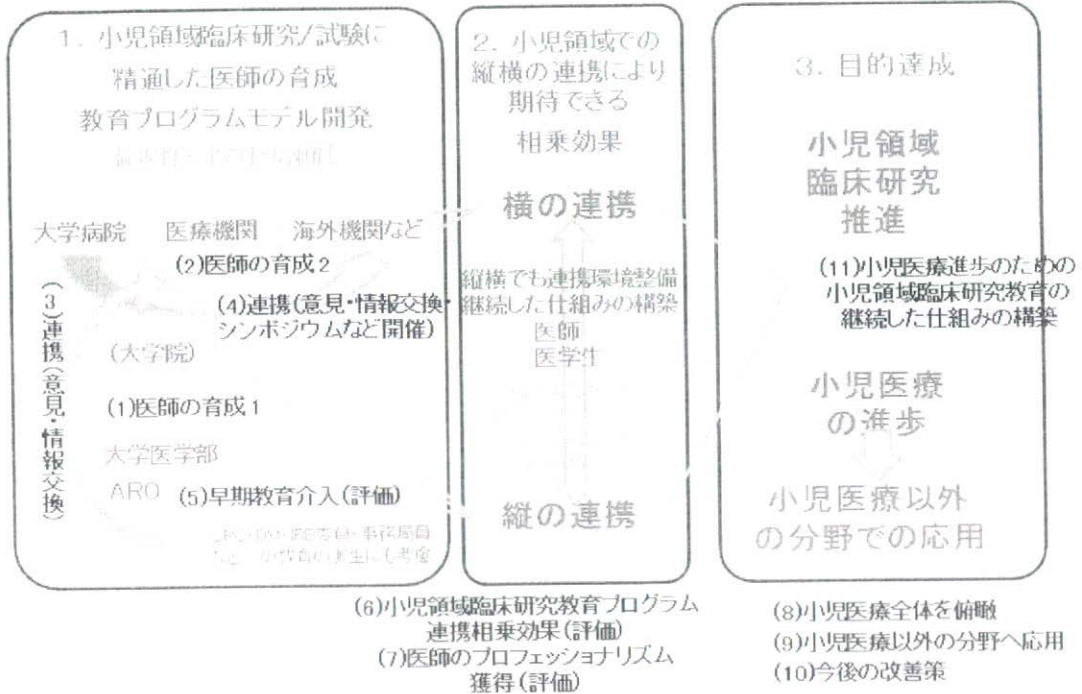 1. 小児領域臨床研究/試験に
精通した医師の育成
教育プログラムモデル開発
大学病院 医療機関 海外機関など
(2)医師の育成2
(3)連携(意見・情報交換)
(4)連携(意見・情報交換・
シンポジウムなど開催)
(大学院)
(1)医師の育成1
大学医学部
ARO (5)早期教育介入(評価)
2. 小児領域での
縦横の連携により
期待できる
相乗効果
横の連携
縦横でも連携環境整備
継続した仕組みの構築
医師
医学生
縦の連携
(6)小児領域臨床研究教育プログラム
連携相乗効果(評価)
(7)医師のプロフェッショナリズム
獲得(評価)
3. 目的達成
小児領域
臨床研究
推進
(11)小児医療進歩のための
小児領域臨床研究教育の
継続した仕組みの構築
小児医療
の進歩
小児医療以外
の分野での応用
(8)小児医療全体を俯瞰
(9)小児医療以外の分野へ応用
(10)今後の改善策